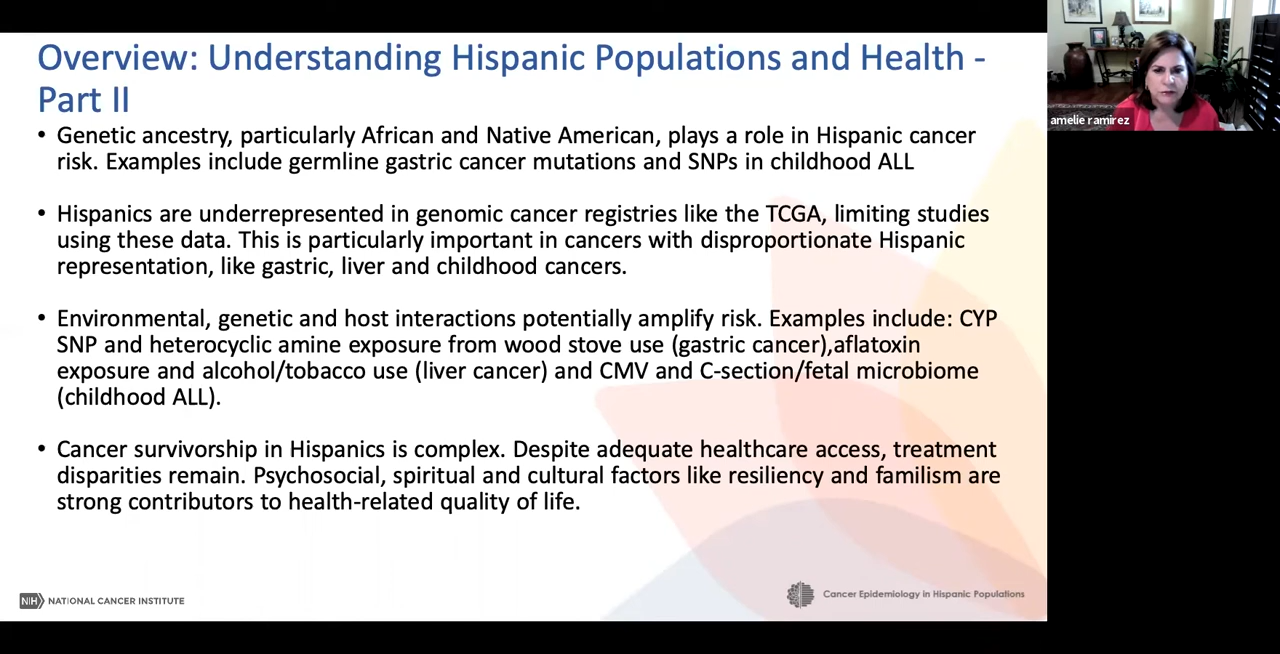 Overview: Understanding Hispanic Populations and Health -
Part II
• Genetic ancestry, particularly African and Native American, plays a role in Hispanic cancer
risk. Examples include germline gastric cancer mutations and SNPs in childhood ALL
• Hispanics are underrepresented in genomic cancer registries like the TCGA, limiting studies
using these data. This is particularly important in cancers with disproportionate Hispanic
representation, like gastric, liver and childhood cancers.
• Environmental, genetic and host interactions potentially amplify risk. Examples include: CYP
SNP and heterocyclic amine exposure from wood stove use (gastric cancer),aflatoxin
exposure and alcohol/tobacco use (liver cancer) and CMV and C-section/fetal microbiome
(childhood ALL).
• Cancer survivorship in Hispanics is complex. Despite adequate healthcare access, treatment
disparities remain. Psychosocial, spiritual and cultural factors like resiliency and familism are
strong contributors to health-related quality of life.
NIH NATIONAL CANCER INSTITUTE
Cancer Epidemiology in Hispanic Populations
amelie ramirez